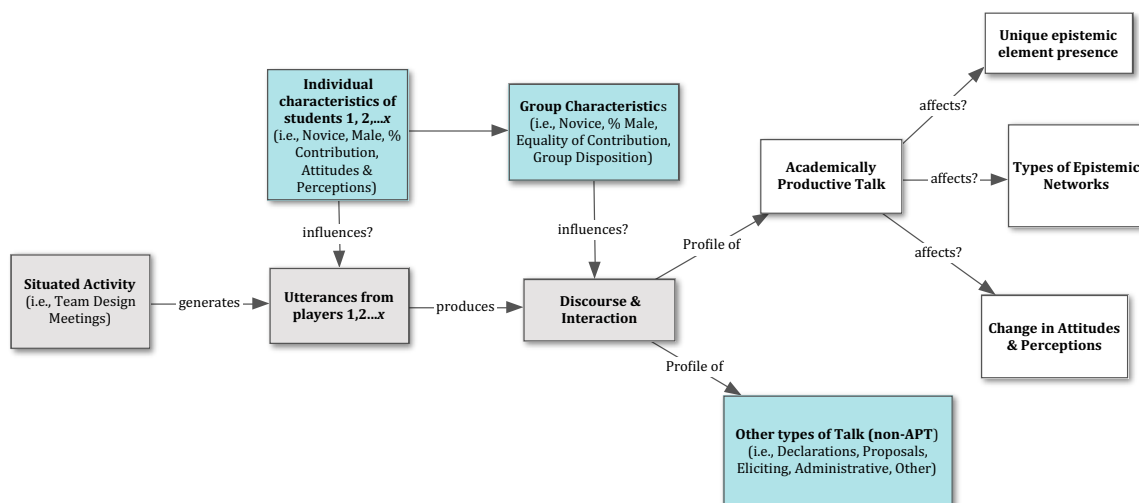 Unique epistemic
element presence
Individual
characteristics of
students 1, 2,...x
(i.e., Novice, Male, %
Contribution,
Attitudes &
Perceptions)
Group Characteristics
(i.e., Novice, % Male,
Equality of Contribution,
Group Disposition)
affects?
Academically
Productive Talk
affects?
Types of Epistemic
Networks
influences?
influences?
Profile of
affects?
Situated Activity
(i.e., Team Design
Meetings)
generates
Utterances from
players 1,2...x
produces
Discourse &
Interaction
Change in Attitudes
& Perceptions
Profile of
Other types of Talk (non-APT)
(i.e., Declarations, Proposals,
Eliciting, Administrative, Other)